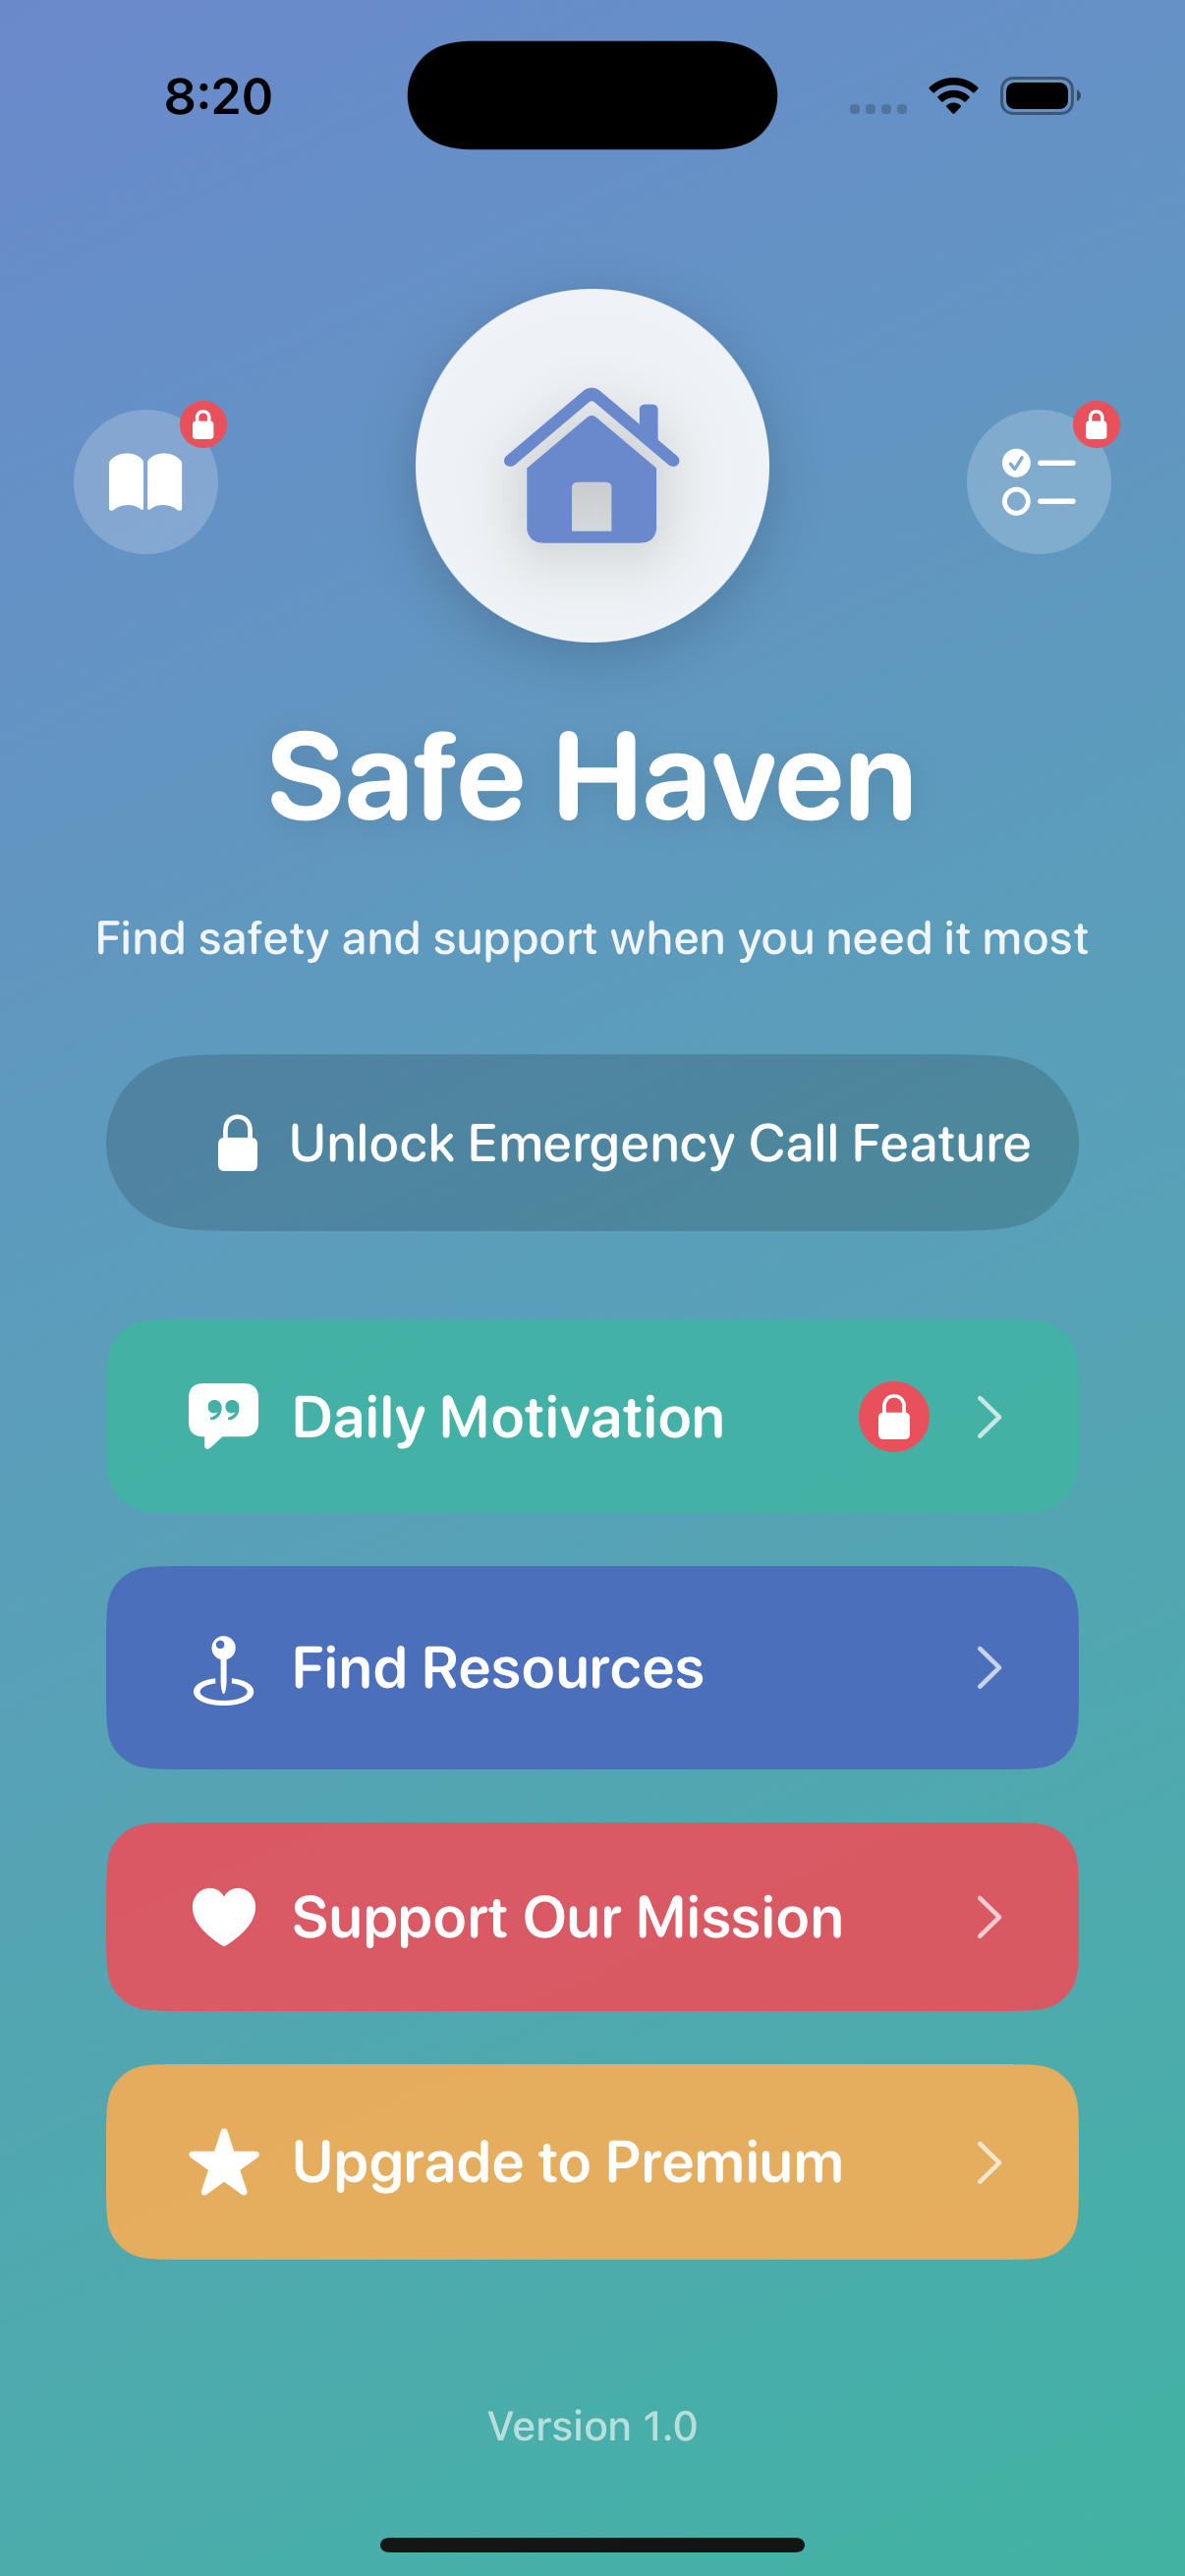 8:20
Safe Haven
Find safety and support when you need it most
Unlock Emergency Call Feature
Daily Motivation
Find Resources
Support Our Mission
Upgrade to Premium
Version 1.0